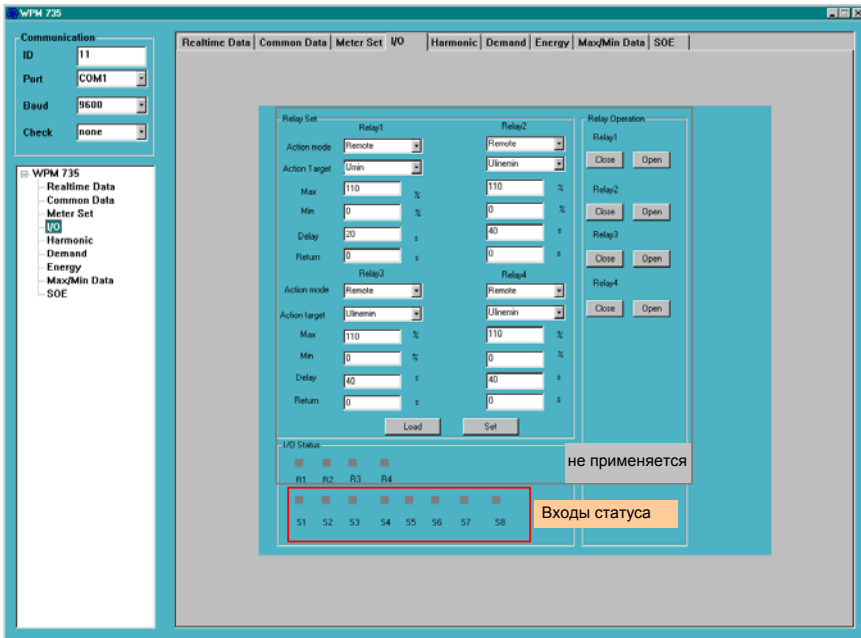 WPM 735
Communication
ID 11
Port COM1
Baud 9600
Check none
WPM 735
Realtime Data
Common Data
Meter Set
I/O
Harmonic
Demand
Energy
Max/Min Data
SOE
Realtime Data Common Data Meter Set I/O Harmonic Demand Energy Max/Min Data SOE
Relay Set
Relay1 Relay2
Action mode Remote Remote
Action Target Umin Ulinemin
Max 110 % 110 %
Min 0 % 0 %
Delay 20 s 40 s
Return 0 s 0 s
Relay3 Relay4
Action mode Remote Remote
Action target Ulinemin Ulinemin
Max 110 % 110 %
Min 0 % 0 %
Delay 40 s 40 s
Return 0 s 0 s
Load Set
Relay Operation
Relay1
Close Open
Relay2
Close Open
Relay3
Close Open
Relay4
Close Open
I/O Status
не применяется
R1 R2 R3 R4
Входы статуса
S1 S2 S3 S4 S5 S6 S7 S8